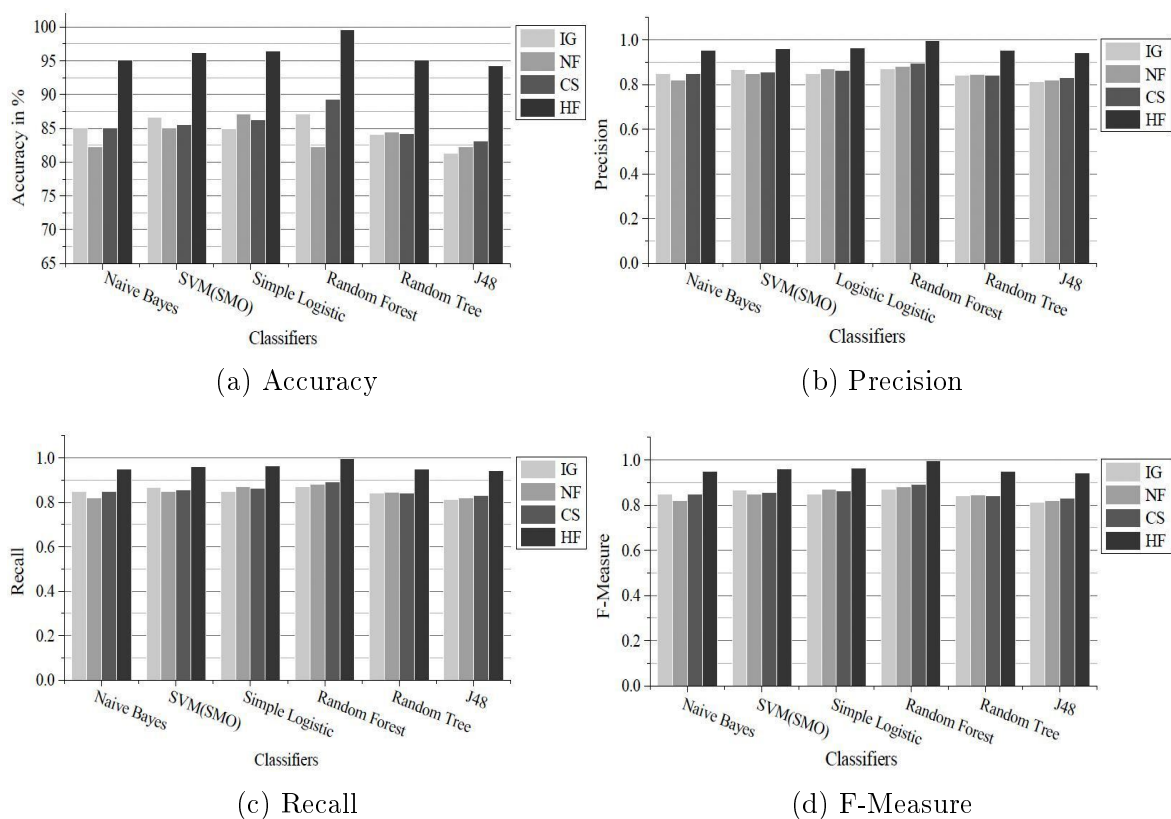 100
95
90
85
80
75
70
65
Accuracy in %
Naive Bayes
SVM(SMO)
Simple Logistic
Random Forest
Random Tree
J48
Classifiers
IG
NF
CS
HF
(a) Accuracy
1.0
0.8
0.6
0.4
0.2
0.0
Precision
Naive Bayes
SVM(SMO)
Logistic Logistic
Random Forest
Random Tree
J48
Classifiers
IG
NF
CS
HF
(b) Precision
1.0
0.8
0.6
0.4
0.2
0.0
Recall
Naive Bayes
SVM(SMO)
Simple Logistic
Random Forest
Random Tree
J48
Classifiers
IG
NF
CS
HF
(c) Recall
1.0
0.8
0.6
0.4
0.2
0.0
F-Measure
Naive Bayes
SVM(SMO)
Simple Logistic
Random Forest
Random Tree
J48
Classifiers
IG
NF
CS
HF
(d) F-Measure